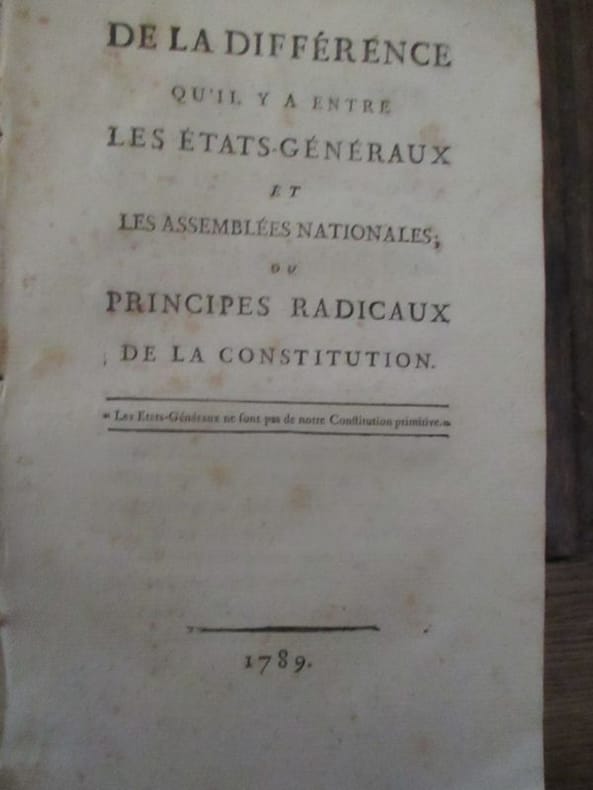 DE LA DIFFÉRENCE
QU'IL Y A ENTRE
LES ÉTATS-GÉNÉRAUX
ET
LES ASSEMBLÉES NATIONALES;
OU
PRINCIPES RADICAUX
DE LA CONSTITUTION.
« Les Etats-Généraux ne ſont pas de notre Conſtitution primitive. »
1789.